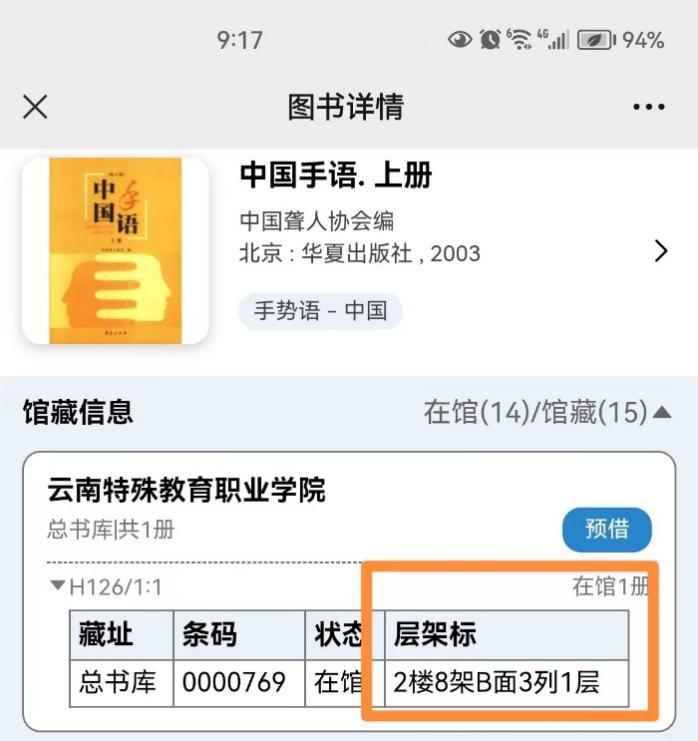 9:17
6 4G 94%
图书详情
中国手语
上册
中国手语. 上册
中国聋人协会编
北京 : 华夏出版社 , 2003
手势语 - 中国
馆藏信息 在馆(14)/馆藏(15)
云南特殊教育职业学院
总书库|共1册
预借
H126/1:1 在馆1册
藏址 条码 状态 层架标
总书库 0000769 在馆 2楼8架B面3列1层